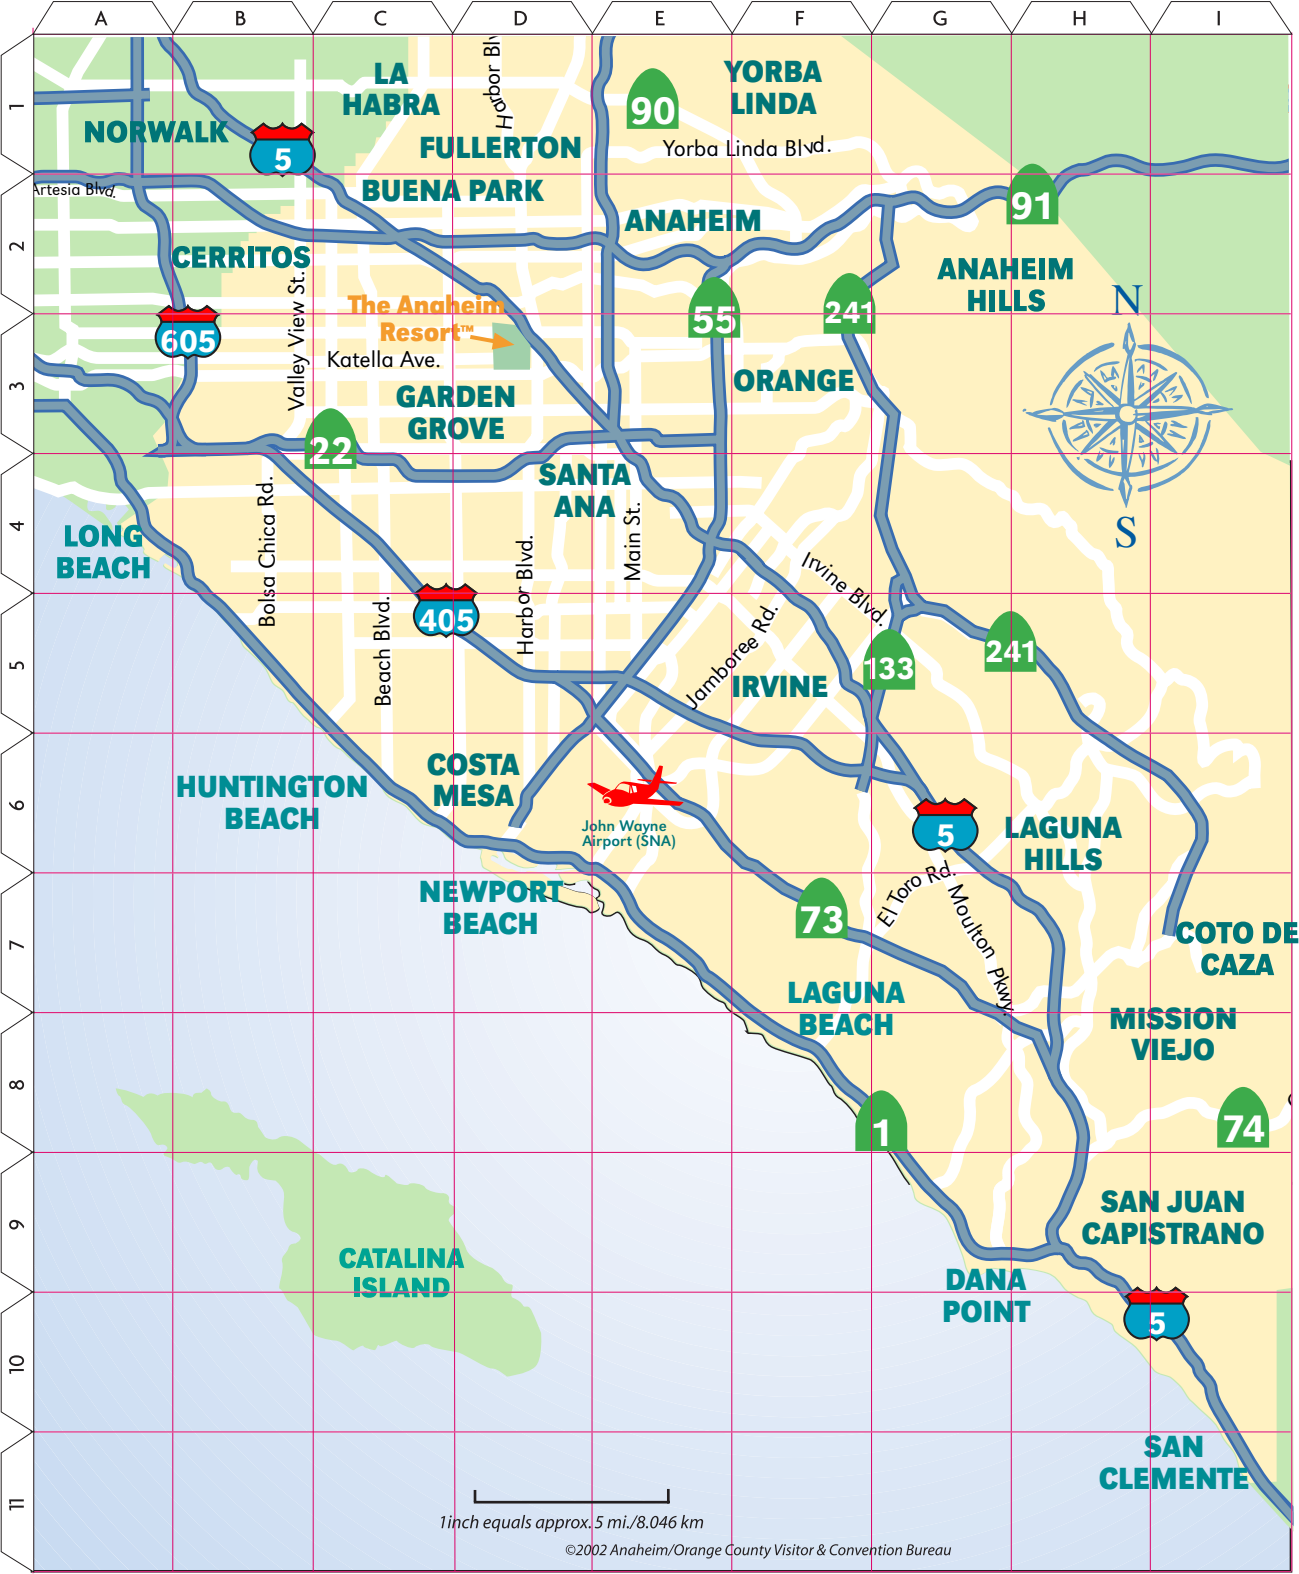 A B C D E F G H I
1
LA
HABRA
Harbor Blv
90
YORBA
LINDA
NORWALK
5
FULLERTON
Yorba Linda Blvd.
Artesia Blvd.
BUENA PARK
91
2
ANAHEIM
CERRITOS
ANAHEIM
HILLS
N
Valley View St.
The Anaheim
Resort™
55
241
605
Katella Ave.
3
ORANGE
GARDEN
GROVE
22
SANTA
ANA
4
LONG
BEACH
Bolsa Chica Rd.
Main St.
S
Harbor Blvd.
Irvine Blvd.
405
Beach Blvd.
5
Jamboree Rd.
133
241
IRVINE
COSTA
MESA
HUNTINGTON
BEACH
6
John Wayne
Airport (SNA)
5
LAGUNA
HILLS
NEWPORT
BEACH
73
El Toro Rd.
Moulton Pkwy.
7
COTO DE
CAZA
LAGUNA
BEACH
MISSION
VIEJO
8
1
74
9
SAN JUAN
CAPISTRANO
CATALINA
ISLAND
DANA
POINT
5
10
SAN
CLEMENTE
11
1inch equals approx. 5 mi./8.046 km
©2002 Anaheim/Orange County Visitor & Convention Bureau